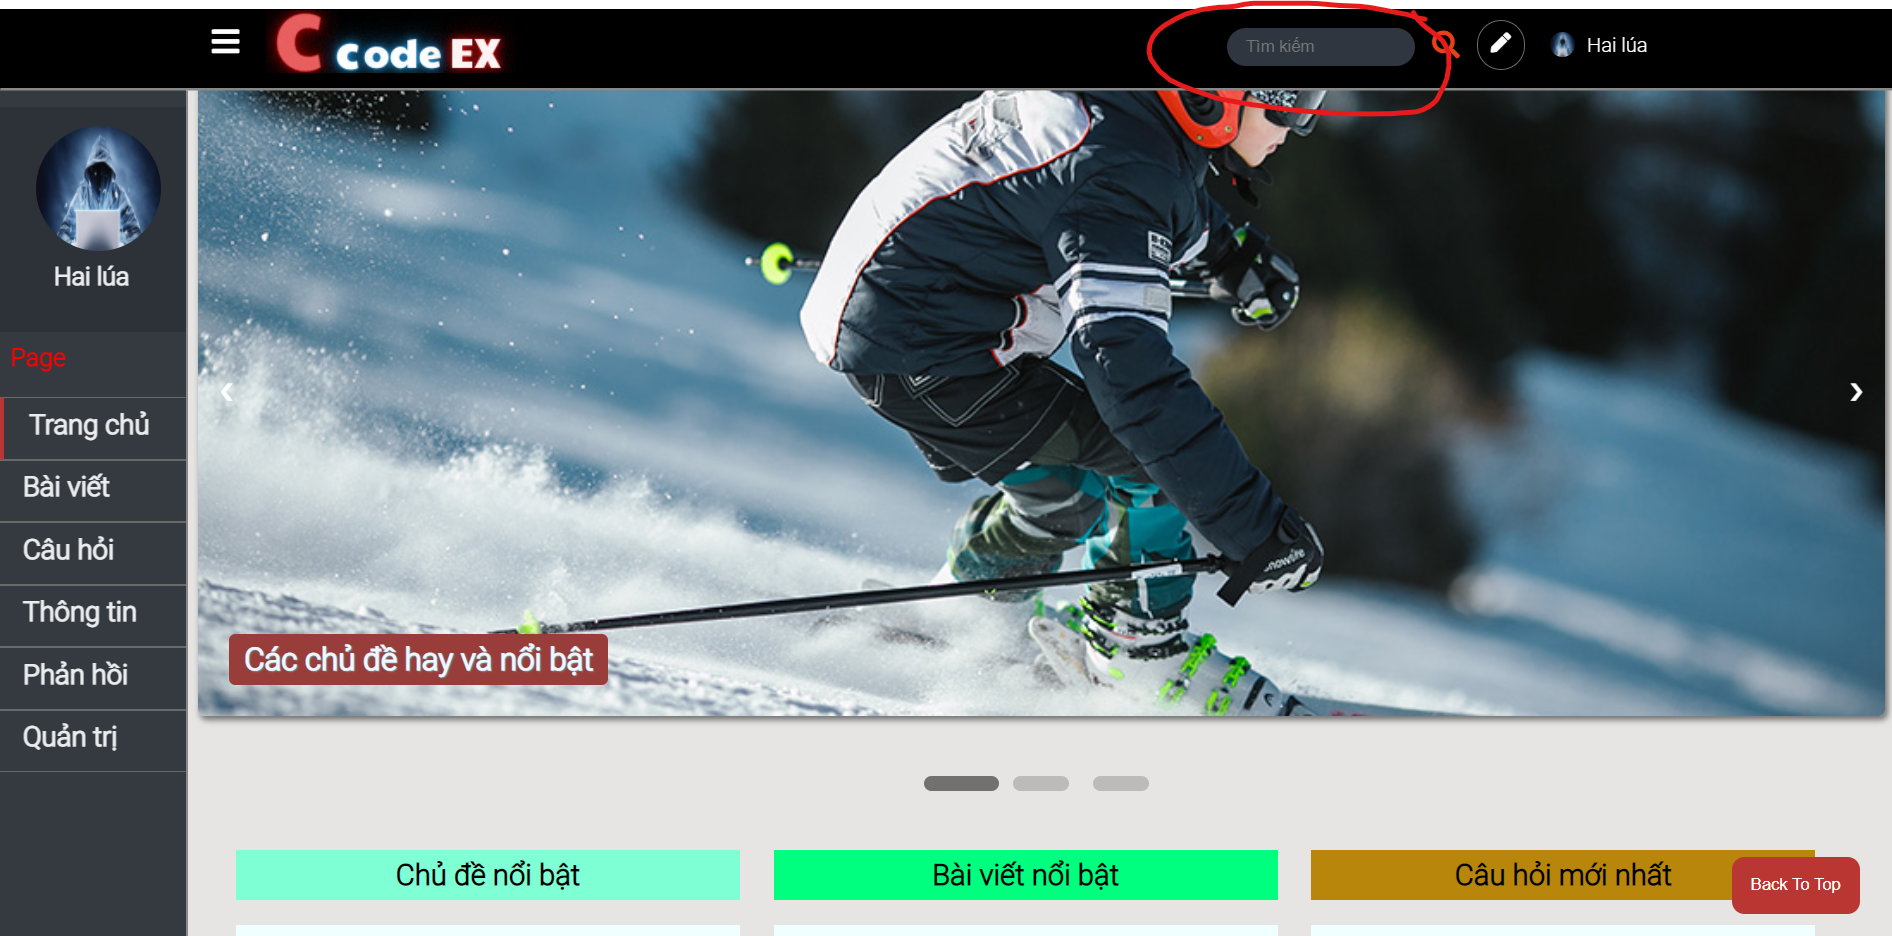 C code EX
Tìm kiếm
Hai lúa
Hai lúa
Page
Trang chủ
Bài viết
Câu hỏi
Thông tin
Phản hồi
Quản trị
‹
›
snowlife
Các chủ đề hay và nổi bật
Chủ đề nổi bật
Bài viết nổi bật
Câu hỏi mới nhất
Back To Top